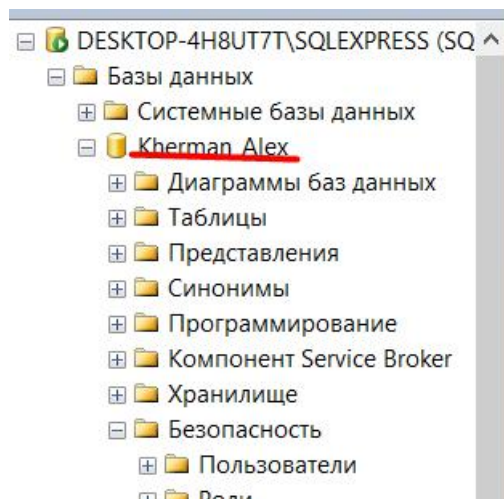 DESKTOP-4H8UT7T\SQLEXPRESS (SQ
Базы данных
Системные базы данных
Kherman_Alex
Диаграммы баз данных
Таблицы
Представления
Синонимы
Программирование
Компонент Service Broker
Хранилище
Безопасность
Пользователи
Роли